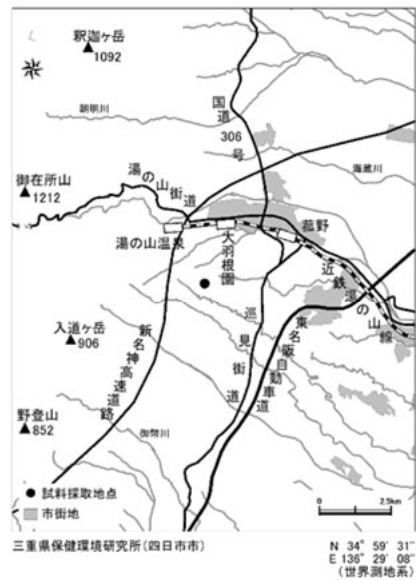 釈迦ヶ岳
1092
朝明川
国道306号
海蔵川
御在所山
1212
湯の山街道
菰野
湯の山温泉
大羽根園
近鉄湯の山線
入道ヶ岳
906
新名神高速道路
巡見街道
東名阪自動車道
野登山
852
御幣川
試料採取地点
市街地
0 2.5km
三重県保健環境研究所(四日市市)
N 34° 59′ 31″
E 136° 29′ 08″
(世界測地系)